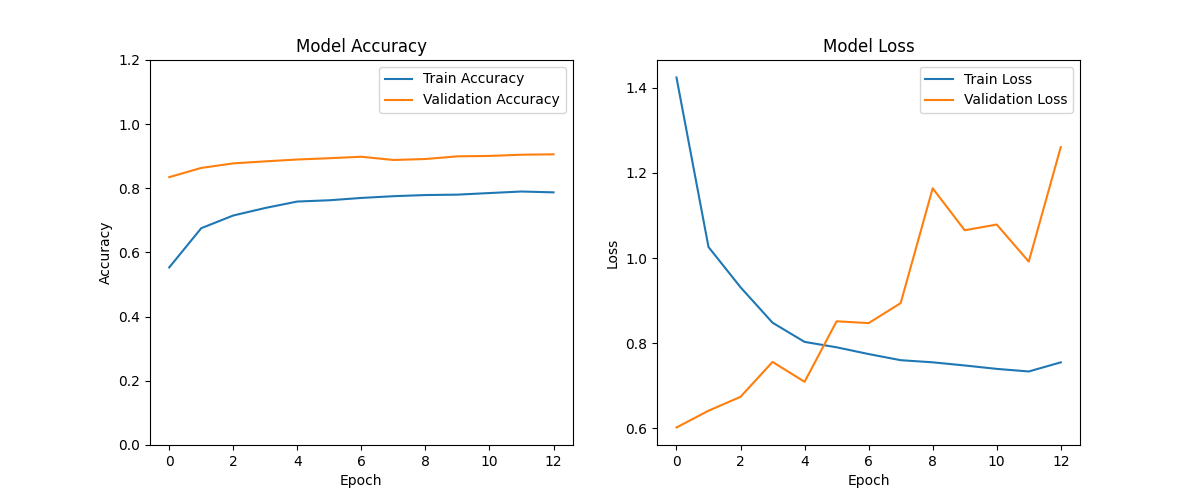 Model Accuracy
1.2
1.0
0.8
0.6
0.4
0.2
0.0
Accuracy
Train Accuracy
Validation Accuracy
0 2 4 6 8 10 12
Epoch
Model Loss
1.4
1.2
1.0
0.8
0.6
Loss
Train Loss
Validation Loss
0 2 4 6 8 10 12
Epoch